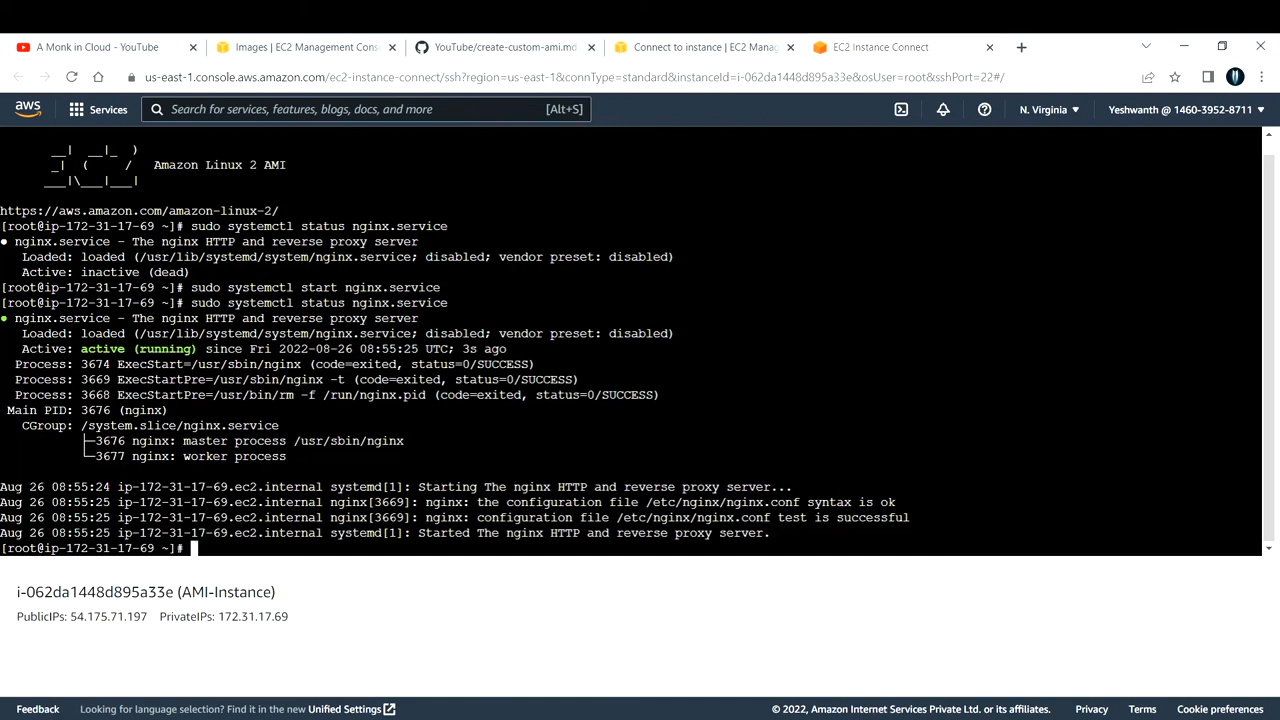 A Monk in Cloud - YouTube
Images | EC2 Management Cons
YouTube/create-custom-ami.md
Connect to instance | EC2 Manag
EC2 Instance Connect
us-east-1.console.aws.amazon.com/ec2-instance-connect/ssh?region=us-east-1&connType=standard&instanceId=i-062da1448d895a33e&osUser=root&sshPort=22#/
aws
Services
Search for services, features, blogs, docs, and more
[Alt+S]
N. Virginia
Yeshwanth @ 1460-3952-8711
__| __|_ )
_| ( / Amazon Linux 2 AMI
___|\___|___|
https://aws.amazon.com/amazon-linux-2/
[root@ip-172-31-17-69 ~]# sudo systemctl status nginx.service
● nginx.service - The nginx HTTP and reverse proxy server
Loaded: loaded (/usr/lib/systemd/system/nginx.service; disabled; vendor preset: disabled)
Active: inactive (dead)
[root@ip-172-31-17-69 ~]# sudo systemctl start nginx.service
[root@ip-172-31-17-69 ~]# sudo systemctl status nginx.service
● nginx.service - The nginx HTTP and reverse proxy server
Loaded: loaded (/usr/lib/systemd/system/nginx.service; disabled; vendor preset: disabled)
Active: active (running) since Fri 2022-08-26 08:55:25 UTC; 3s ago
Process: 3674 ExecStart=/usr/sbin/nginx (code=exited, status=0/SUCCESS)
Process: 3669 ExecStartPre=/usr/sbin/nginx -t (code=exited, status=0/SUCCESS)
Process: 3668 ExecStartPre=/usr/bin/rm -f /run/nginx.pid (code=exited, status=0/SUCCESS)
Main PID: 3676 (nginx)
CGroup: /system.slice/nginx.service
├─3676 nginx: master process /usr/sbin/nginx
└─3677 nginx: worker process
Aug 26 08:55:24 ip-172-31-17-69.ec2.internal systemd[1]: Starting The nginx HTTP and reverse proxy server...
Aug 26 08:55:25 ip-172-31-17-69.ec2.internal nginx[3669]: nginx: the configuration file /etc/nginx/nginx.conf syntax is ok
Aug 26 08:55:25 ip-172-31-17-69.ec2.internal nginx[3669]: nginx: configuration file /etc/nginx/nginx.conf test is successful
Aug 26 08:55:25 ip-172-31-17-69.ec2.internal systemd[1]: Started The nginx HTTP and reverse proxy server.
[root@ip-172-31-17-69 ~]#
i-062da1448d895a33e (AMI-Instance)
PublicIPs: 54.175.71.197 PrivateIPs: 172.31.17.69
Feedback
Looking for language selection? Find it in the new Unified Settings
© 2022, Amazon Internet Services Private Ltd. or its affiliates.
Privacy
Terms
Cookie preferences